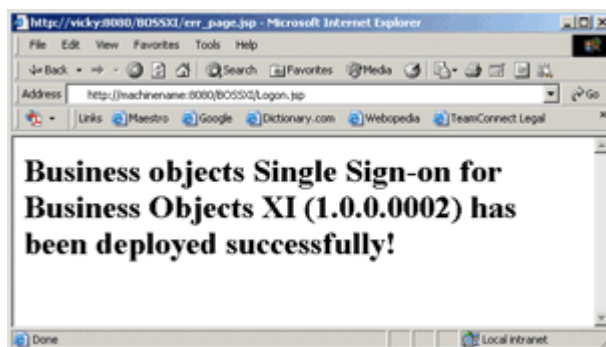 http://vicky:8080/BOSSXI/err_page.jsp - Microsoft Internet Explorer
File Edit View Favorites Tools Help
Back Search Favorites Media
Address http://machinename:8080/BOSSXI/Logon.jsp Go
Links Maestro Google Dictionary.com Webopedia TeamConnect Legal
Business objects Single Sign-on for
Business Objects XI (1.0.0.0002) has
been deployed successfully!
Done Local intranet